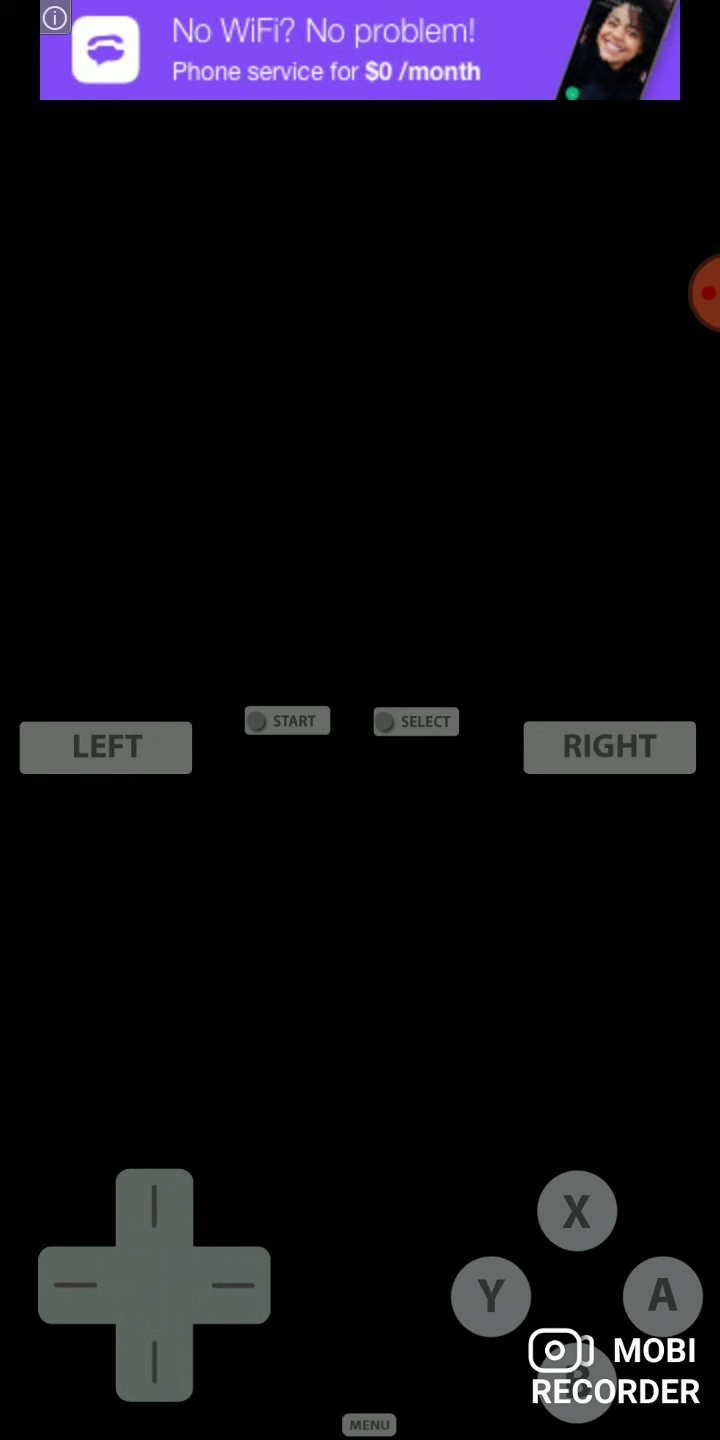 No WiFi? No problem!
Phone service for $0 /month
START
SELECT
LEFT
RIGHT
X
Y
A
B
MOBI
RECORDER
MENU